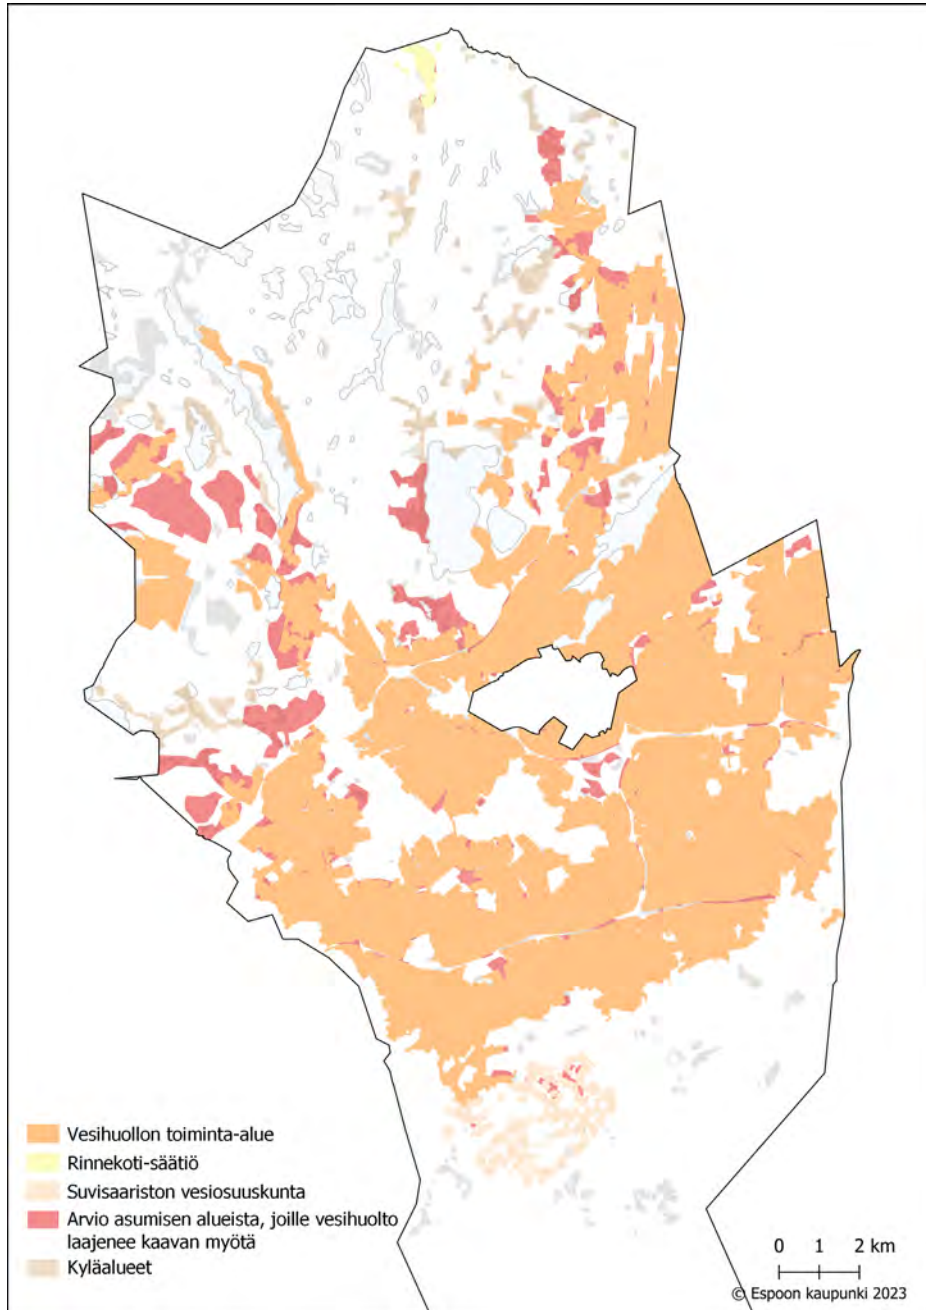 Vesihuollon toiminta-alue
Rinnekoti-säätiö
Suvisaariston vesiosuuskunta
Arvio asumisen alueista, joille vesihuolto
laajenee kaavan myötä
Kyläalueet
0 1 2 km
© Espoon kaupunki 2023